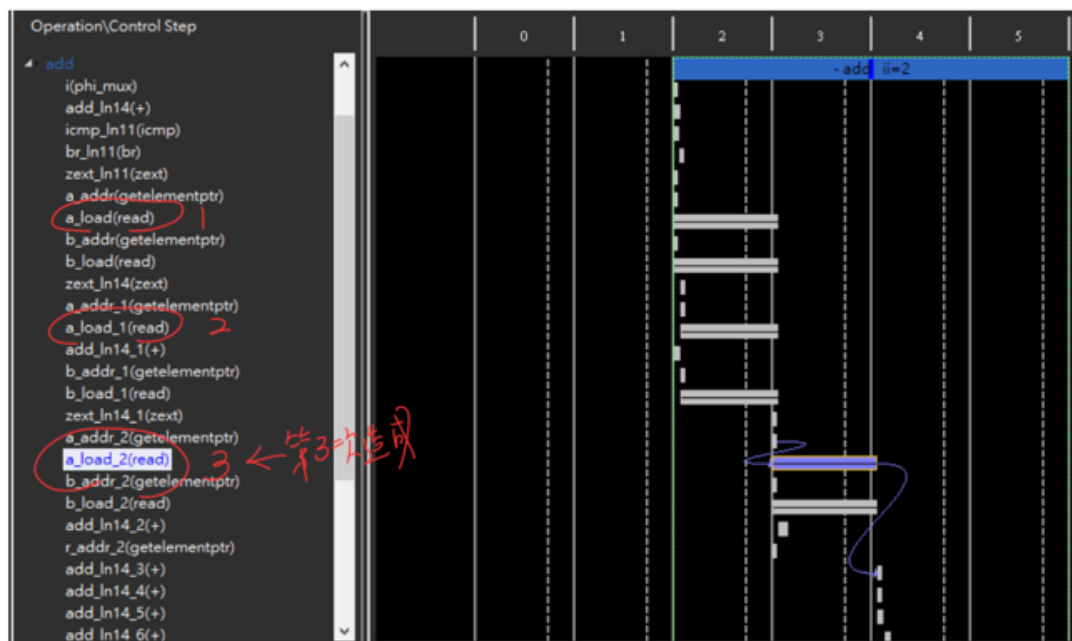 Operation\Control Step
0 1 2 3 4 5
add
- add ii=2
i(phi_mux)
add_ln14(+)
icmp_ln11(icmp)
br_ln11(br)
zext_ln11(zext)
a_addr(getelementptr)
a_load(read) 1
b_addr(getelementptr)
b_load(read)
zext_ln14(zext)
a_addr_1(getelementptr)
a_load_1(read) 2
add_ln14_1(+)
b_addr_1(getelementptr)
b_load_1(read)
zext_ln14_1(zext)
a_addr_2(getelementptr)
a_load_2(read) 3 ← 第3次造成
b_addr_2(getelementptr)
b_load_2(read)
add_ln14_2(+)
r_addr_2(getelementptr)
add_ln14_3(+)
add_ln14_4(+)
add_ln14_5(+)
add_ln14_6(+)